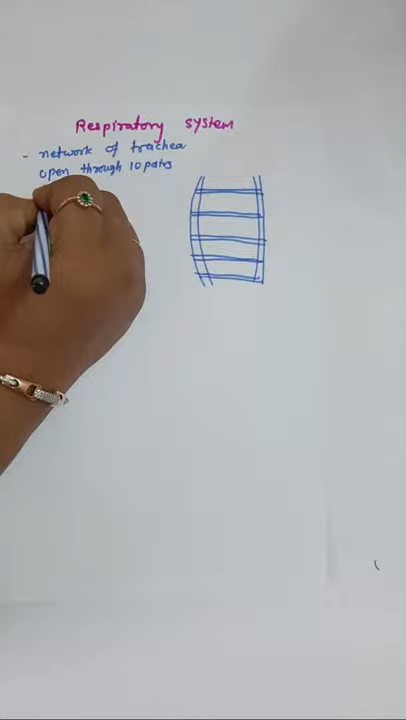 Respiratory system
- network of trachea
open through 10 pairs